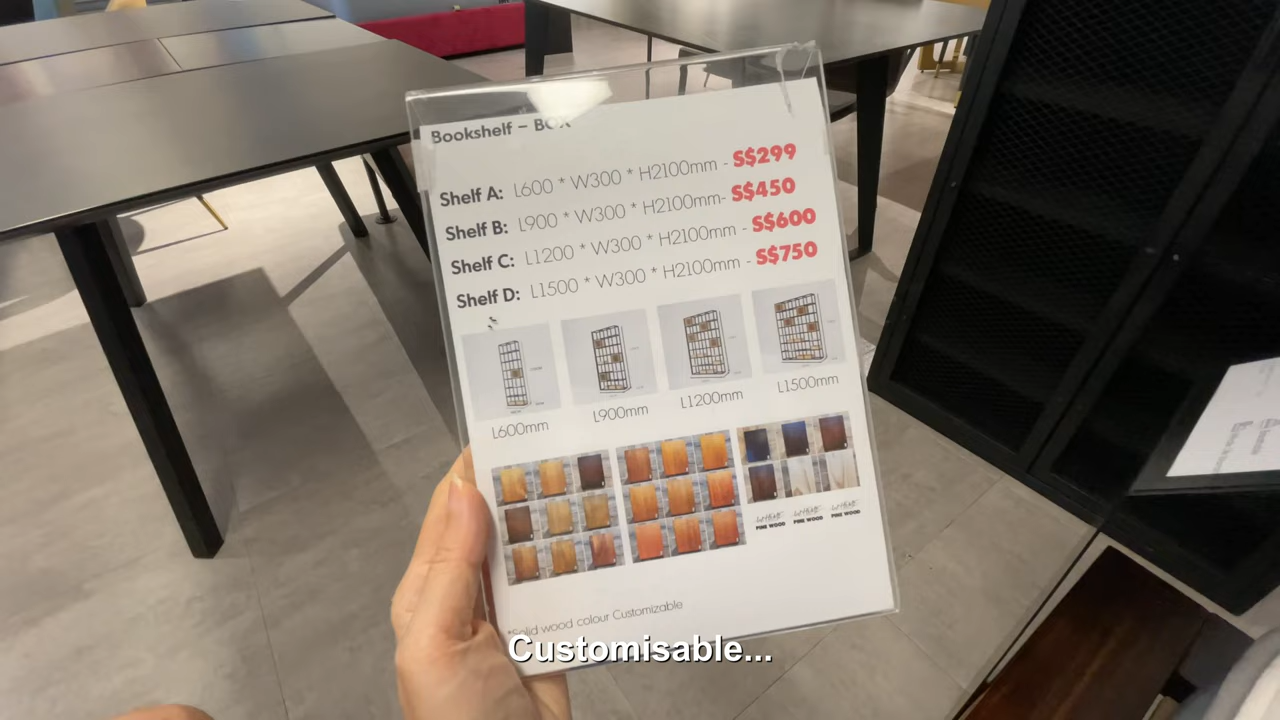 Bookshelf – BOX
Shelf A: L600 * W300 * H2100mm - S$299
Shelf B: L900 * W300 * H2100mm- S$450
Shelf C: L1200 * W300 * H2100mm - S$600
Shelf D: L1500 * W300 * H2100mm - S$750
L600mm L900mm L1200mm L1500mm
PINE WOOD PINE WOOD PINE WOOD
*Solid wood colour Customizable
Customisable...